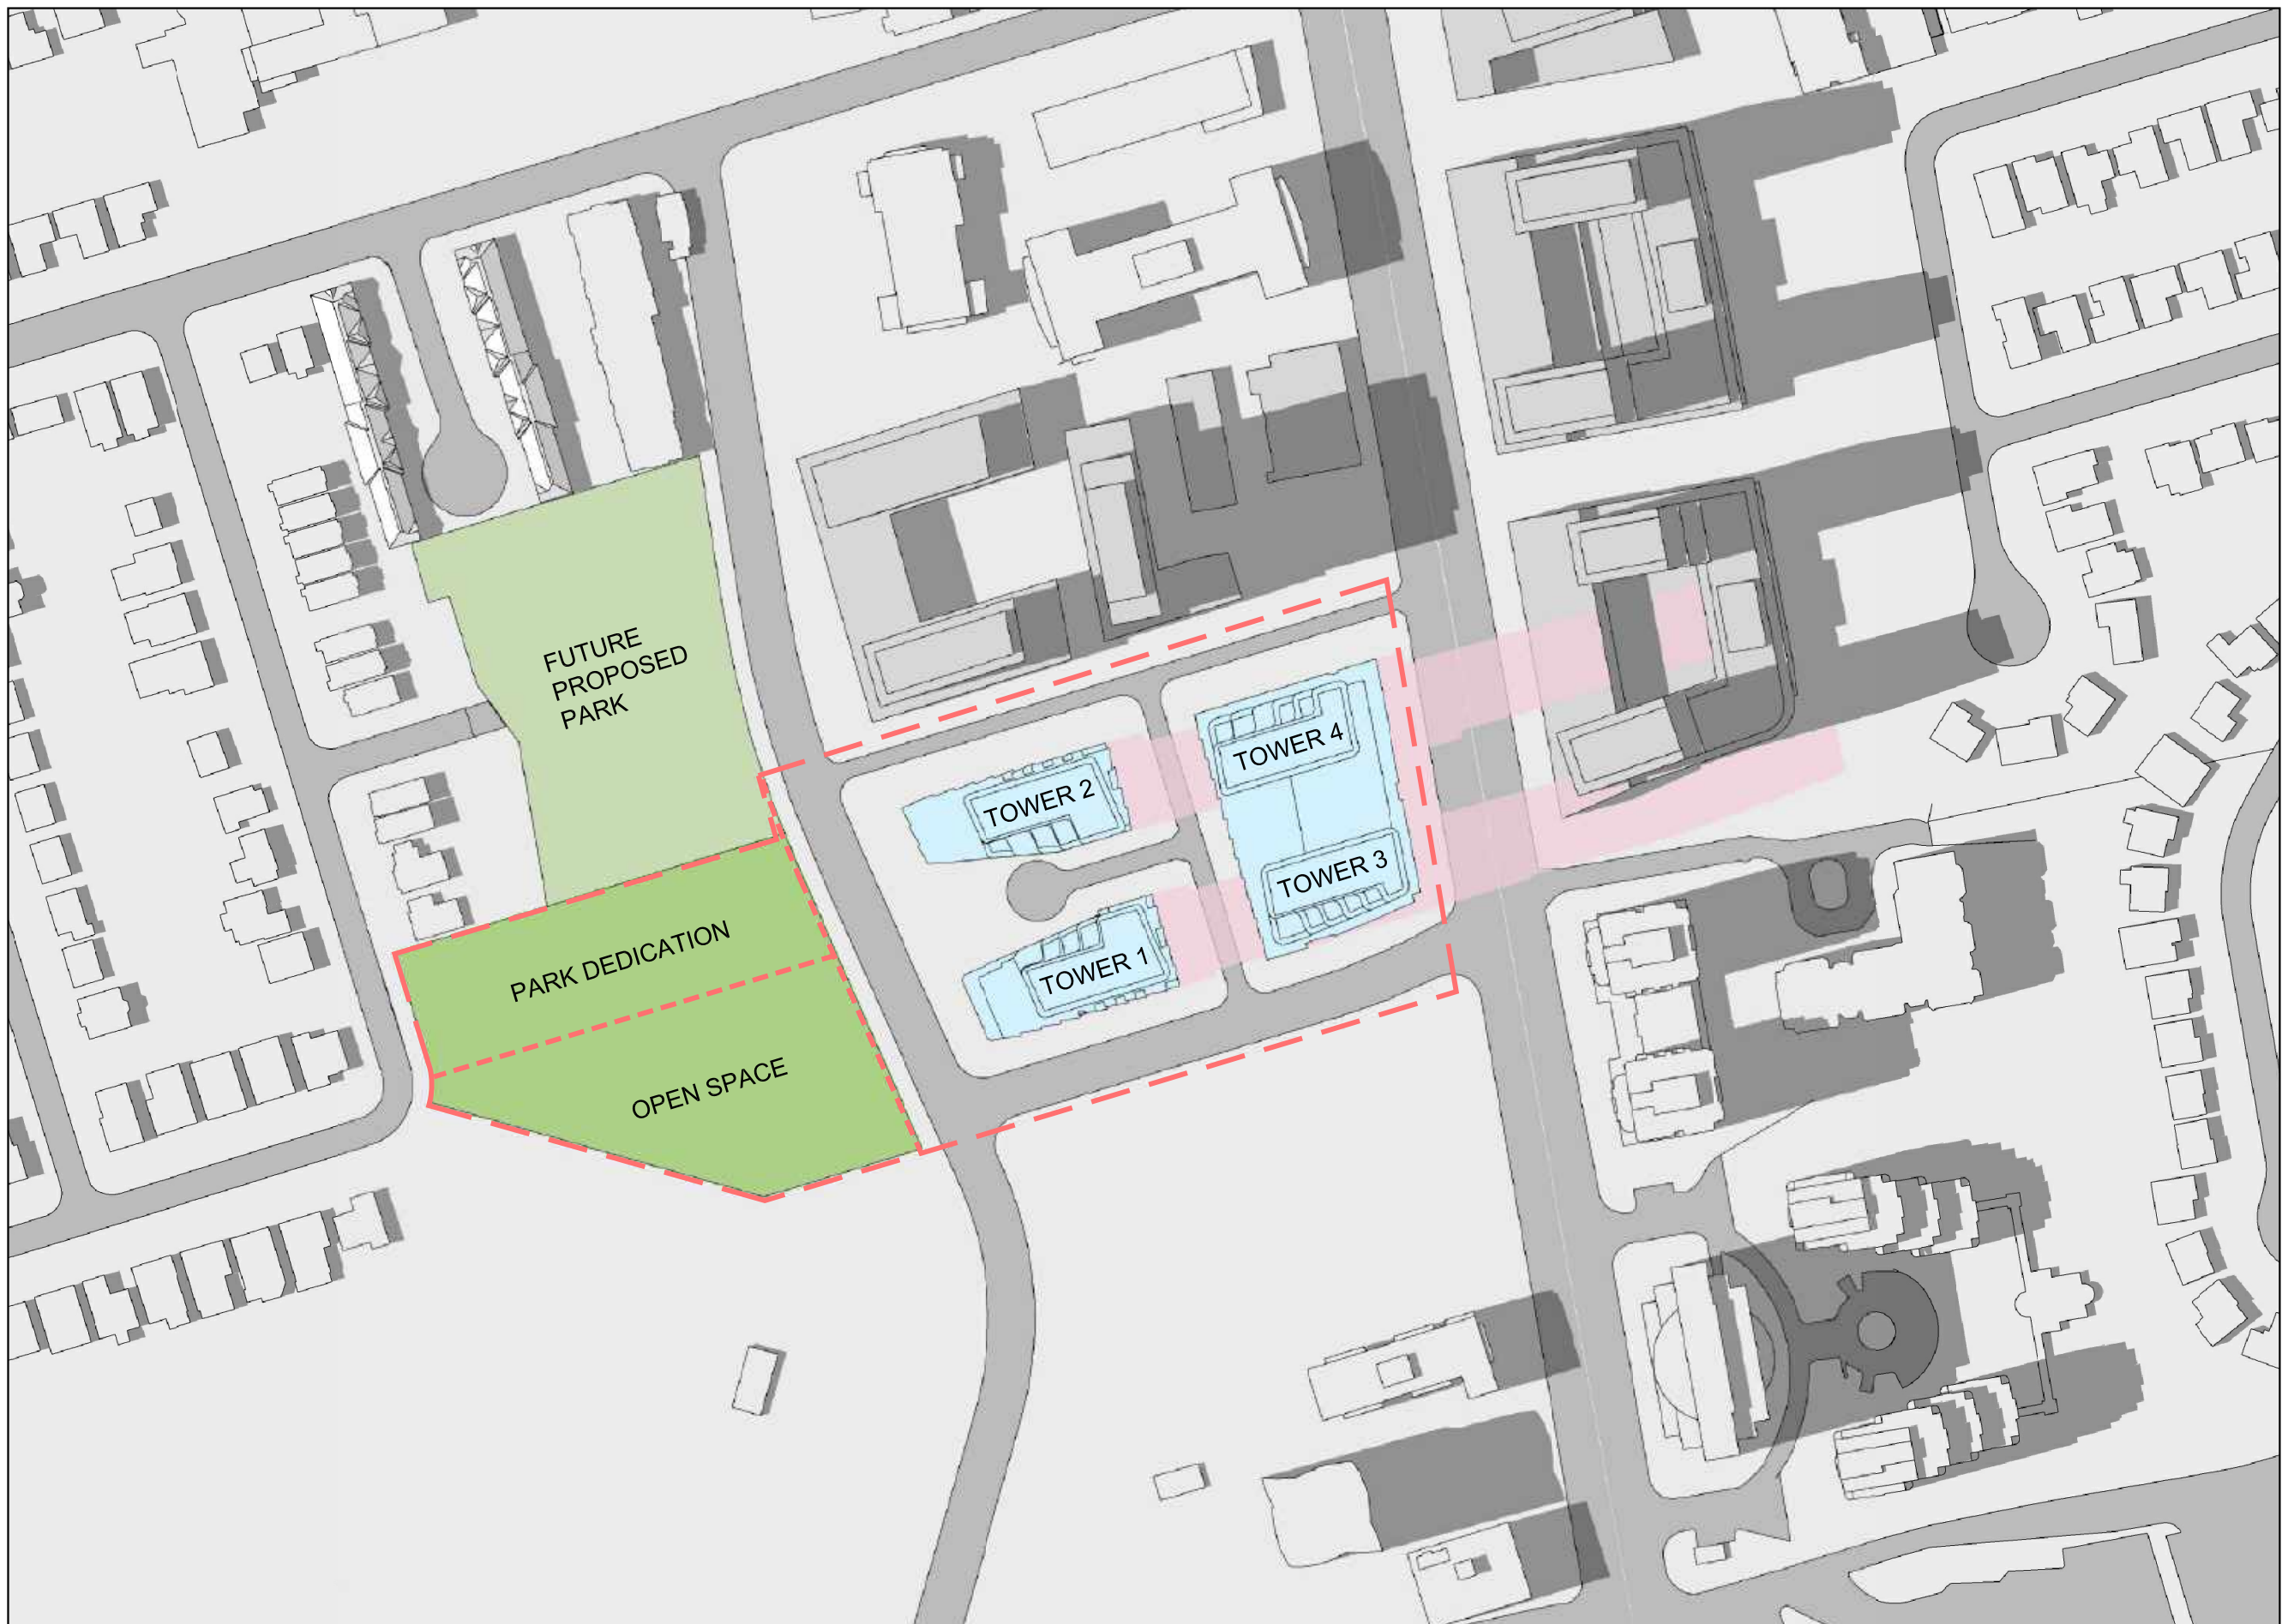 FUTURE
PROPOSED
PARK
TOWER 4
TOWER 2
TOWER 3
TOWER 1
PARK DEDICATION
OPEN SPACE